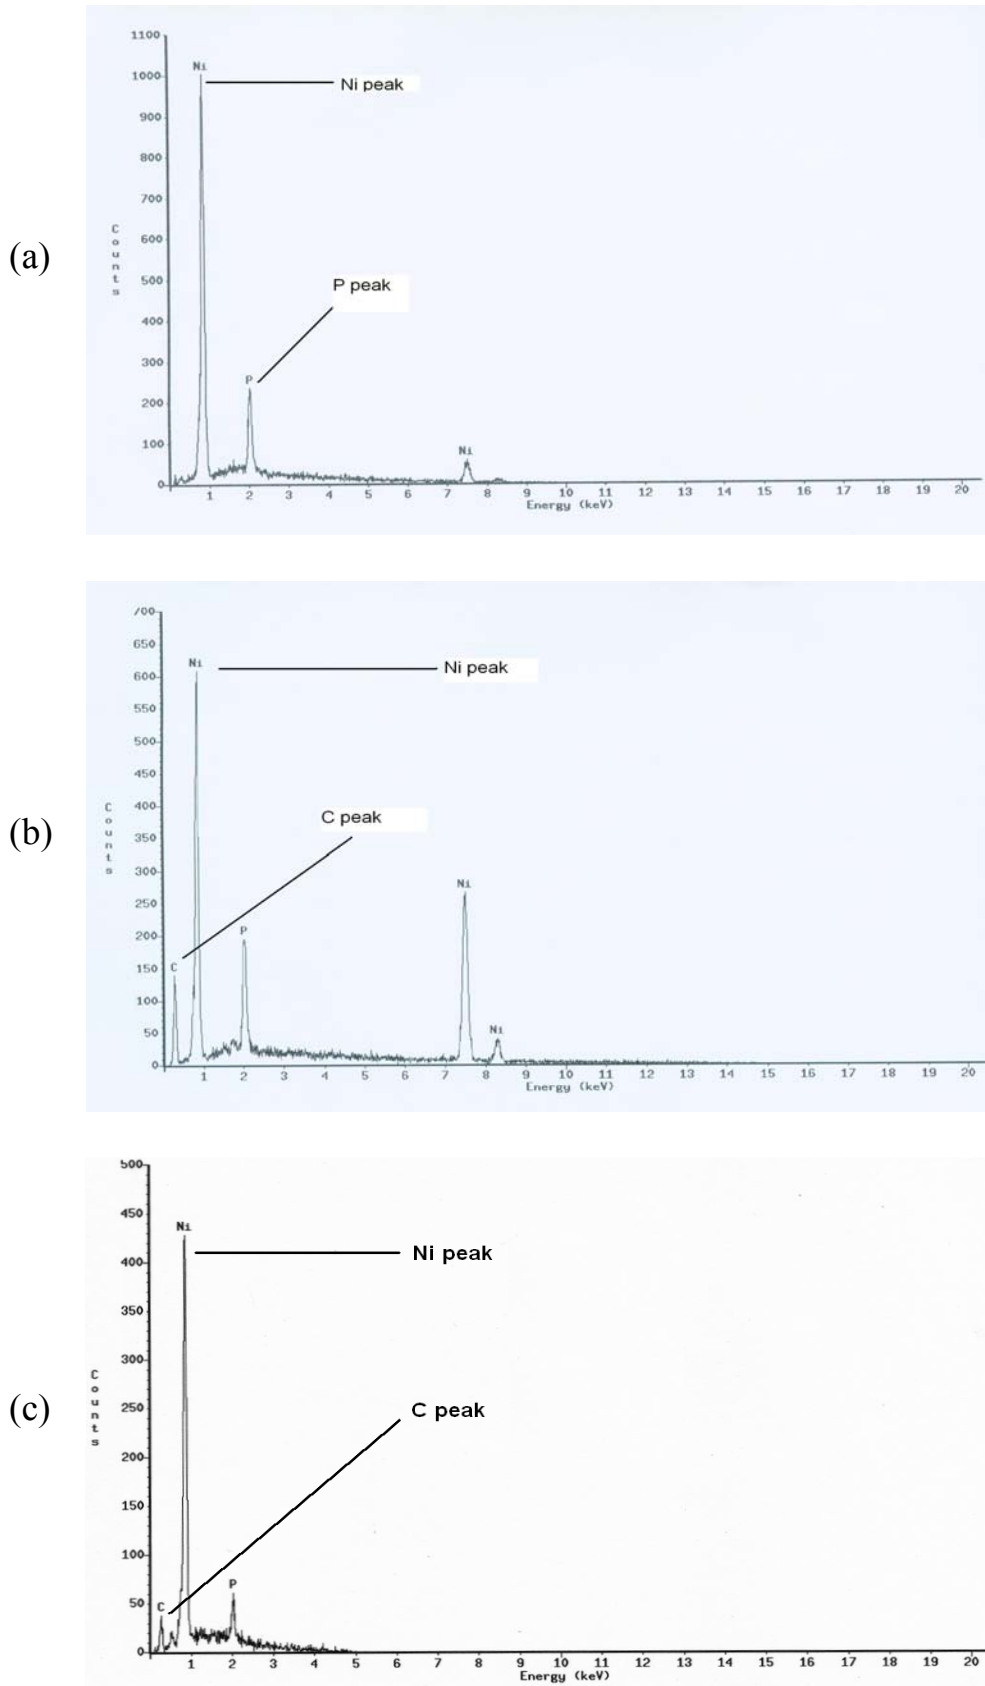 1100
Ni
1000
Ni peak
900
800
700
Counts
600
(a)
500
P peak
400
300
P
200
100
Ni
0
1 2 3 4 5 6 7 8 9 10 11 12 13 14 15 16 17 18 19 20
Energy (keV)
700
650
Ni
Ni peak
600
550
500
450
Counts
400
C peak
(b)
350
300
Ni
250
P
200
C
150
100
Ni
50
0
1 2 3 4 5 6 7 8 9 10 11 12 13 14 15 16 17 18 19 20
Energy (keV)
500
450
Ni
Ni peak
400
350
300
Counts
C peak
(c)
250
200
150
100
P
50
C
0
1 2 3 4 5 6 7 8 9 10 11 12 13 14 15 16 17 18 19 20
Energy (keV)